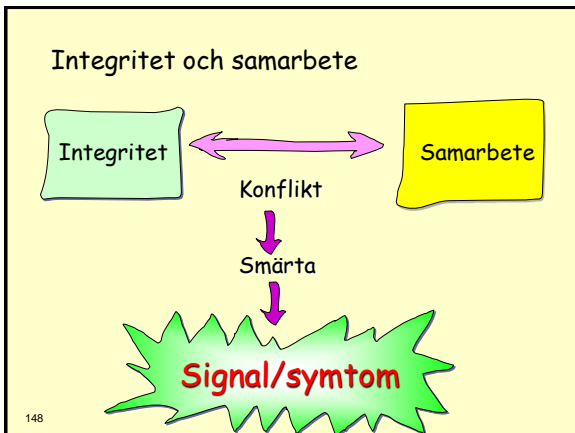 Integritet och samarbete
Integritet
Samarbete
Konflikt
Smärta
Signal/symtom
148